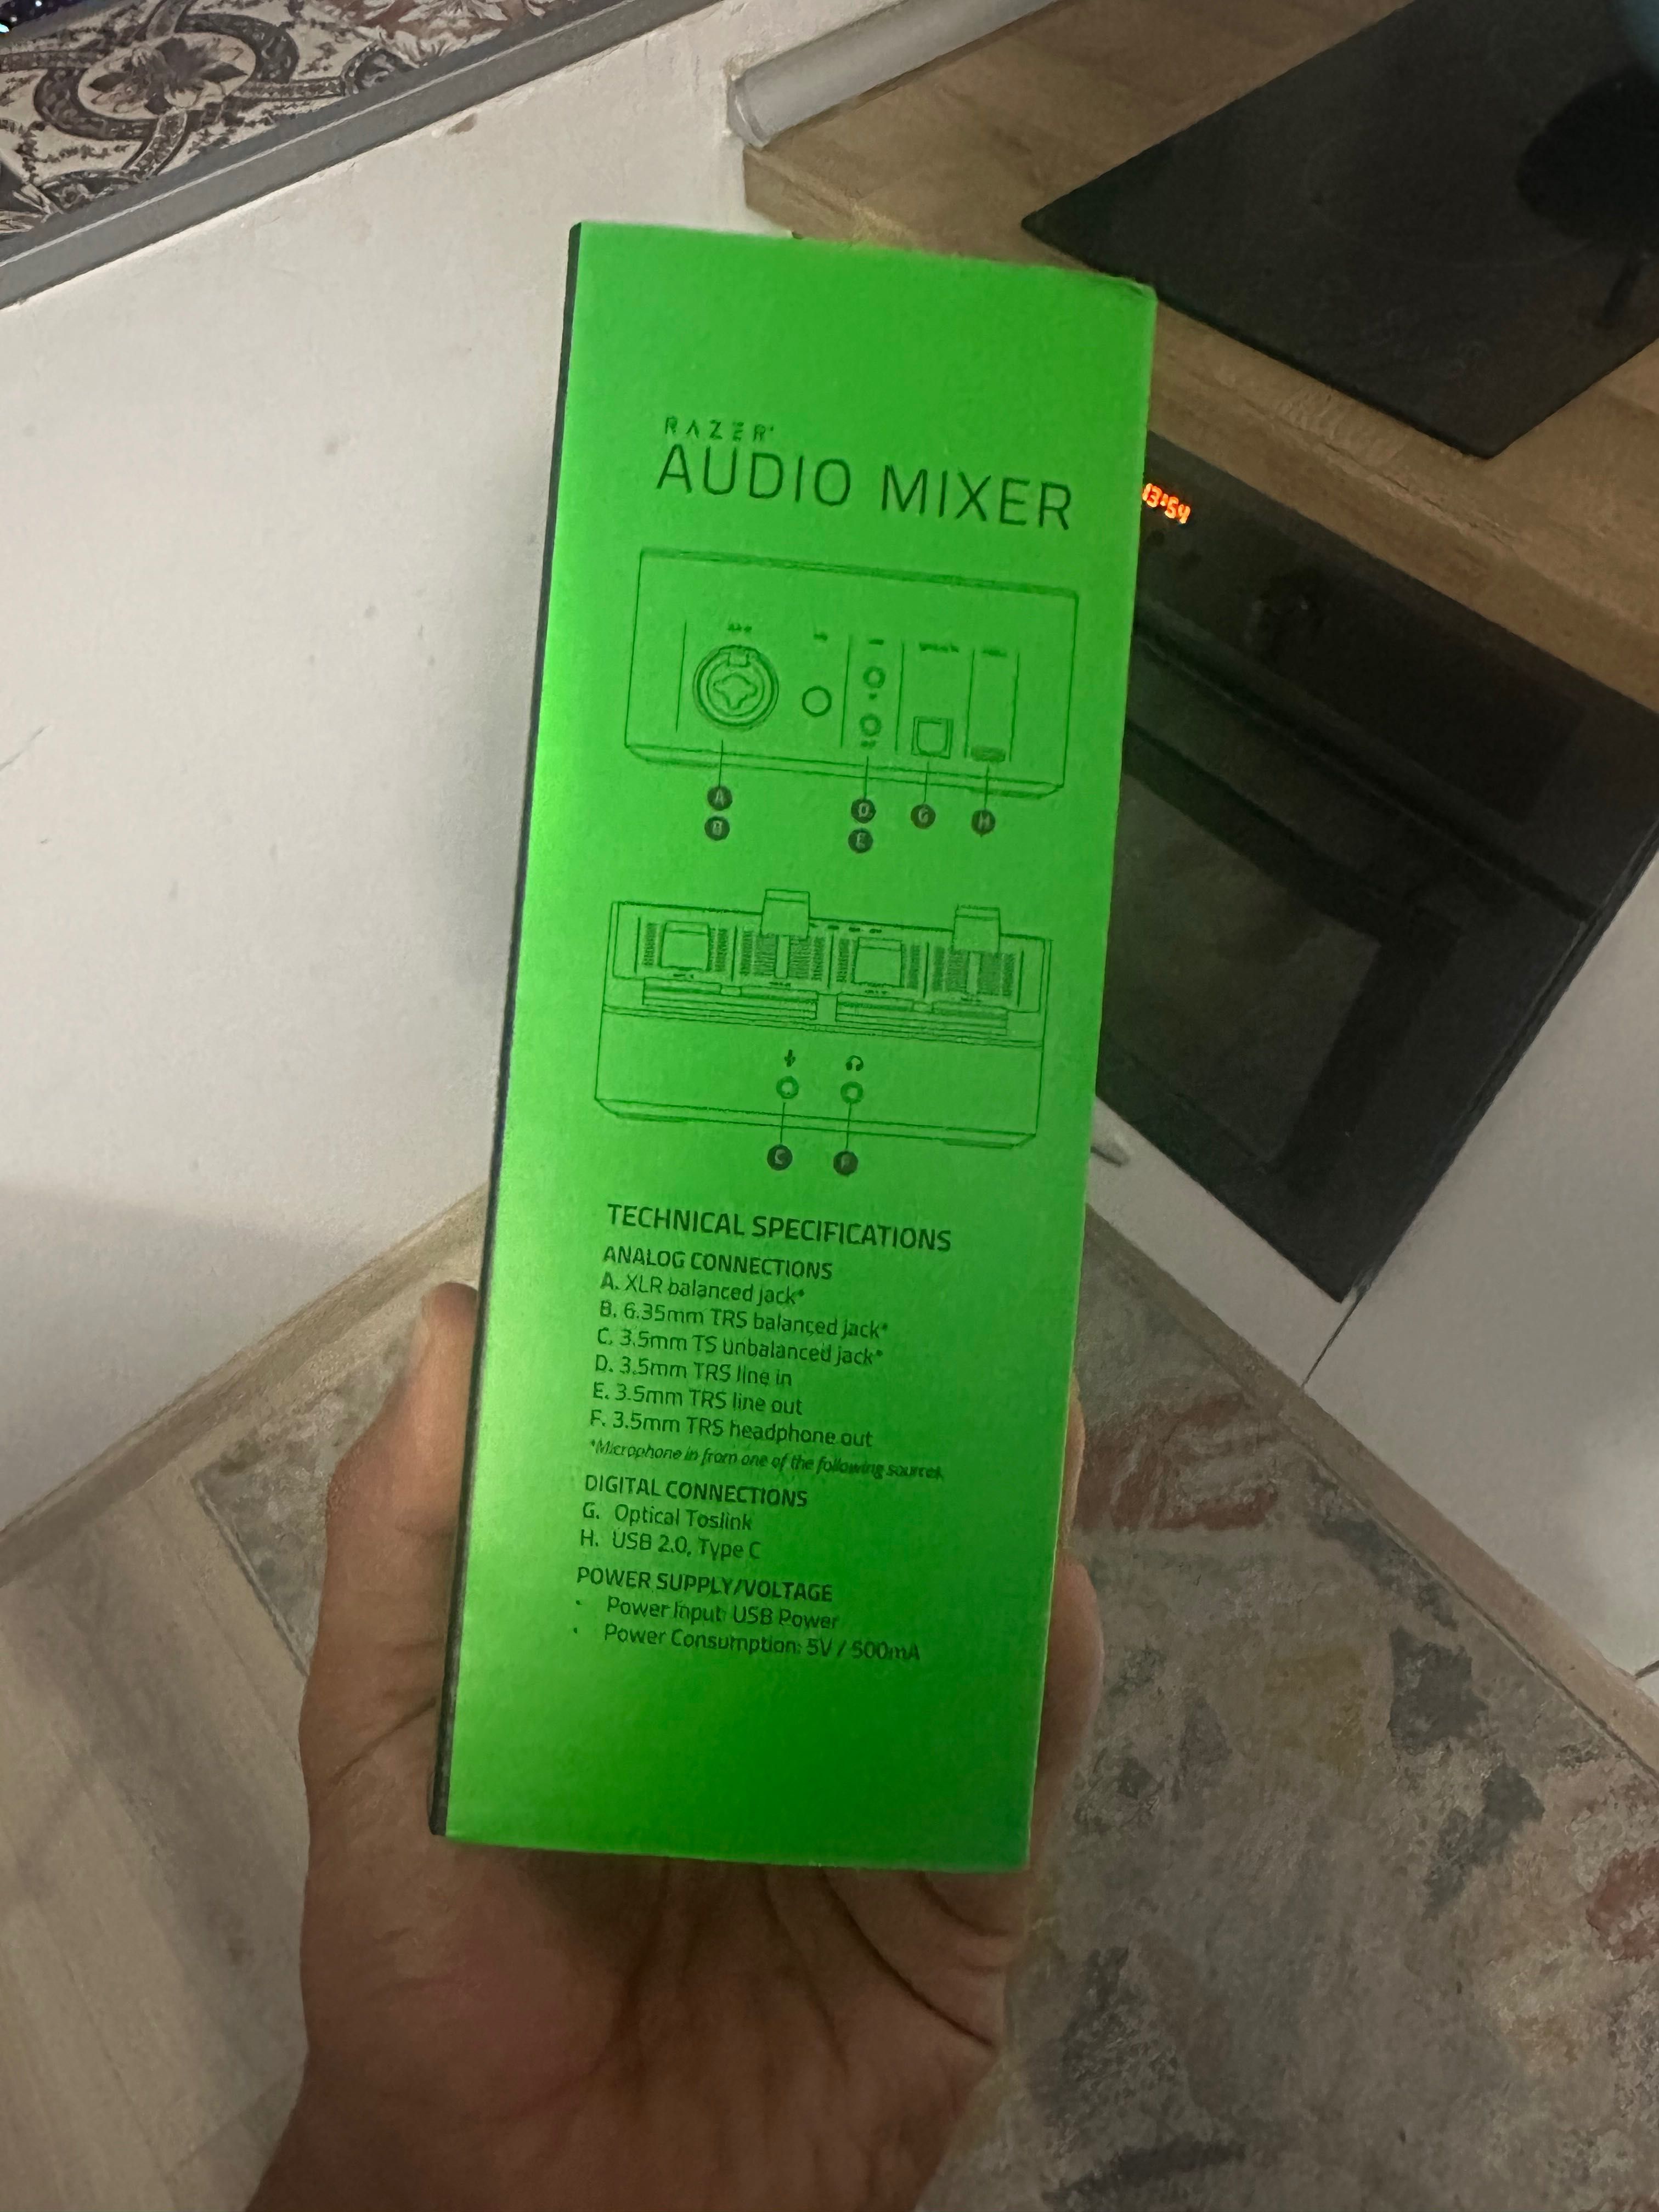 RAZER
AUDIO MIXER
A
B
D
E
G
H
C
F
TECHNICAL SPECIFICATIONS
ANALOG CONNECTIONS
A. XLR balanced jack*
B. 6.35mm TRS balanced jack*
C. 3.5mm TS unbalanced jack*
D. 3.5mm TRS line in
E. 3.5mm TRS line out
F. 3.5mm TRS headphone out
*Microphone in from one of the following sources.
DIGITAL CONNECTIONS
G. Optical Toslink
H. USB 2.0, Type C
POWER SUPPLY/VOLTAGE
• Power Input: USB Power
• Power Consumption: 5V / 500mA
13:54